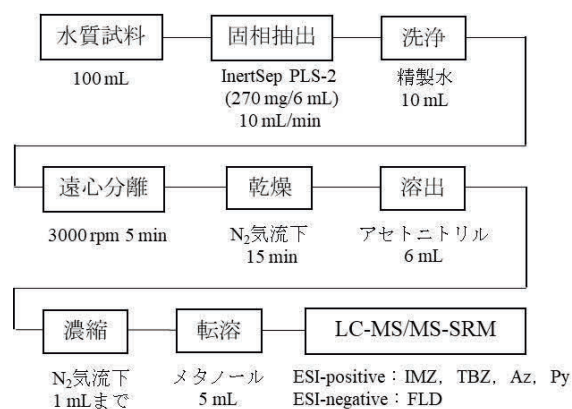 水質試料
100 mL
固相抽出
InertSep PLS-2
(270 mg/6 mL)
10 mL/min
洗浄
精製水
10 mL
遠心分離
3000 rpm 5 min
乾燥
N₂気流下
15 min
溶出
アセトニトリル
6 mL
濃縮
N₂気流下
1 mLまで
転溶
メタノール
5 mL
LC-MS/MS-SRM
ESI-positive：IMZ，TBZ，Az，Py
ESI-negative：FLD